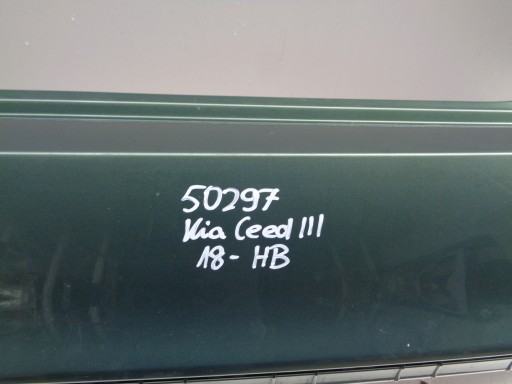 50297
Kia Ceed III
18- HB